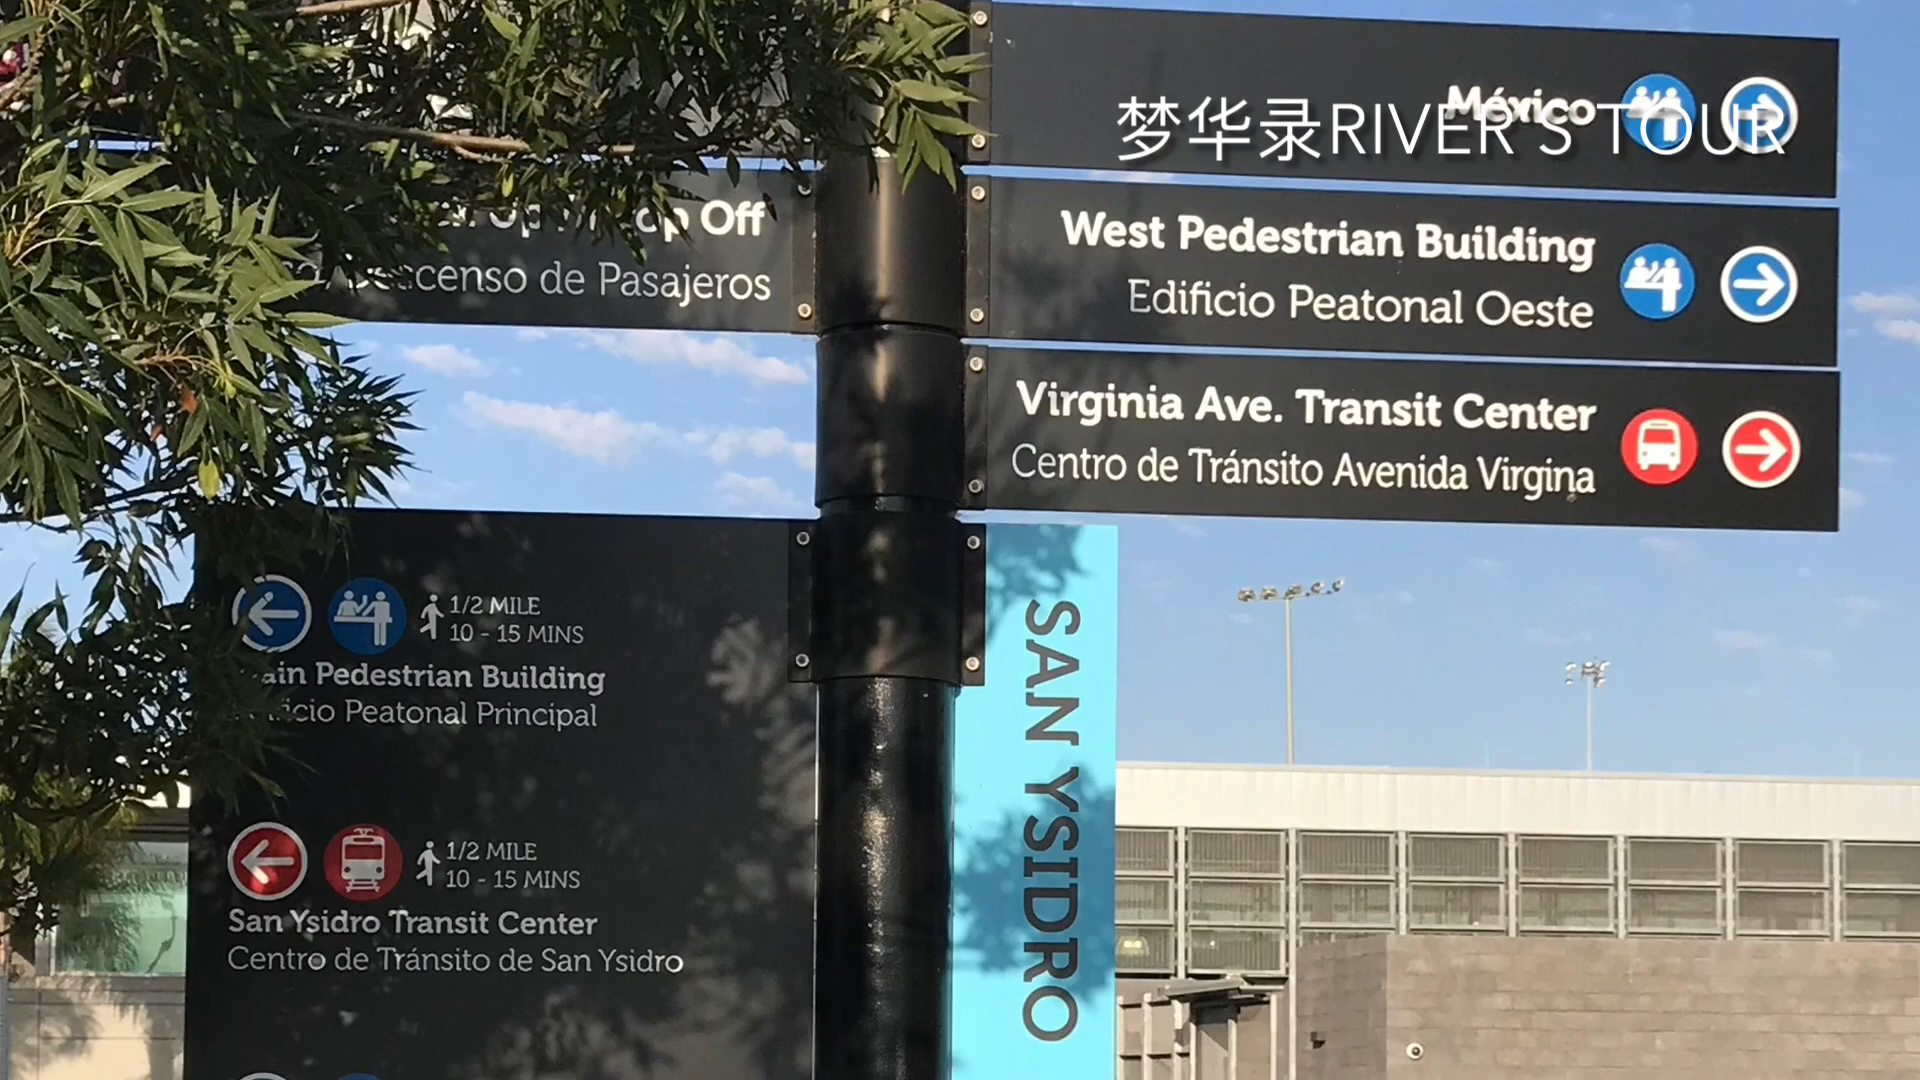 México
梦华录RIVER'S TOUR
Off
de Pasajeros
West Pedestrian Building
Edificio Peatonal Oeste
Virginia Ave. Transit Center
Centro de Tránsito Avenida Virgina
1/2 MILE
10 - 15 MINS
Pedestrian Building
Peatonal Principal
1/2 MILE
10 - 15 MINS
San Ysidro Transit Center
Centro de Tránsito de San Ysidro
SAN YSIDRO